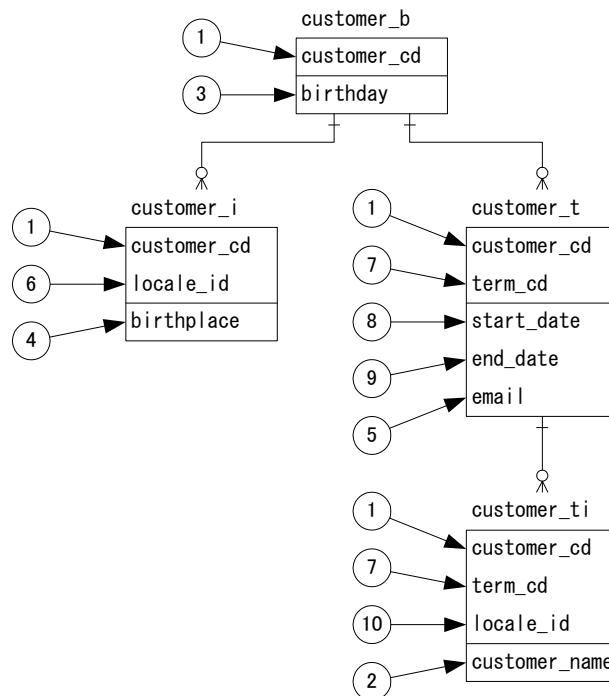 customer_b
1
customer_cd
3
birthday
customer_i
1
customer_cd
6
locale_id
4
birthplace
customer_t
1
customer_cd
7
term_cd
8
start_date
9
end_date
5
email
customer_ti
1
customer_cd
7
term_cd
10
locale_id
2
customer_name